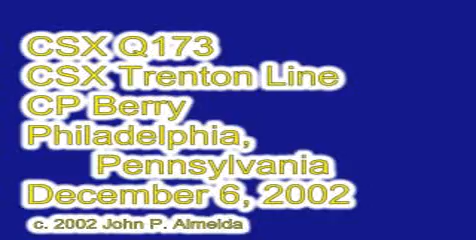 CSX Q173
CSX Trenton Line
CP Berry
Philadelphia,
Pennsylvania
December 6, 2002
c. 2002 John P. Almeida